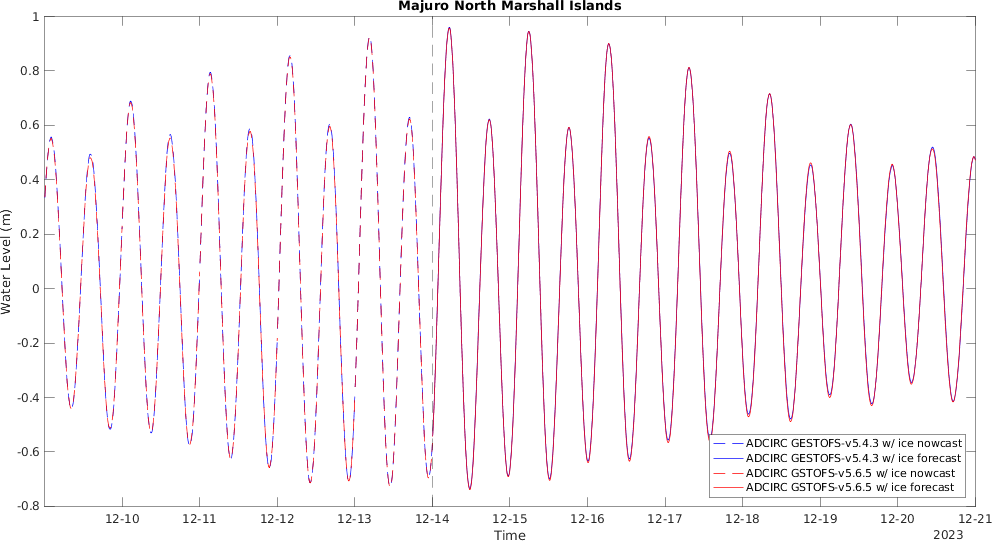 Majuro North Marshall Islands
1
0.8
0.6
0.4
0.2
0
-0.2
-0.4
-0.6
-0.8
Water Level (m)
ADCIRC GESTOFS-v5.4.3 w/ ice nowcast
ADCIRC GESTOFS-v5.4.3 w/ ice forecast
ADCIRC GSTOFS-v5.6.5 w/ ice nowcast
ADCIRC GSTOFS-v5.6.5 w/ ice forecast
12-10 12-11 12-12 12-13 12-14 12-15 12-16 12-17 12-18 12-19 12-20 12-21
Time
2023